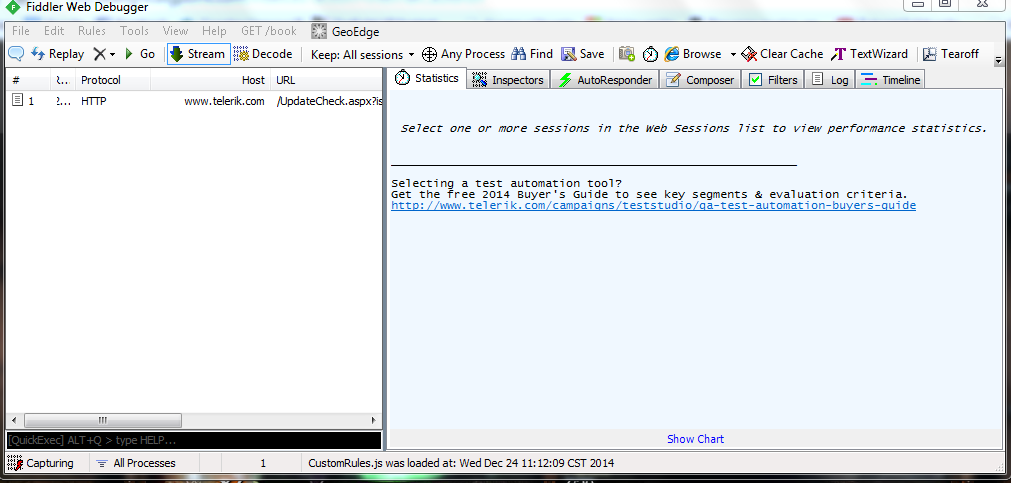 Fiddler Web Debugger
File Edit Rules Tools View Help GET /book GeoEdge
Replay Go Stream Decode Keep: All sessions Any Process Find Save Browse Clear Cache TextWizard Tearoff
# ?... Protocol Host URL
1 ?... HTTP www.telerik.com /UpdateCheck.aspx?is
Statistics Inspectors AutoResponder Composer Filters Log Timeline
Select one or more sessions in the Web Sessions list to view performance statistics.
Selecting a test automation tool?
Get the free 2014 Buyer's Guide to see key segments & evaluation criteria.
http://www.telerik.com/campaigns/teststudio/qa-test-automation-buyers-guide
Show Chart
[QuickExec] ALT+Q > type HELP...
Capturing All Processes 1 CustomRules.js was loaded at: Wed Dec 24 11:12:09 CST 2014